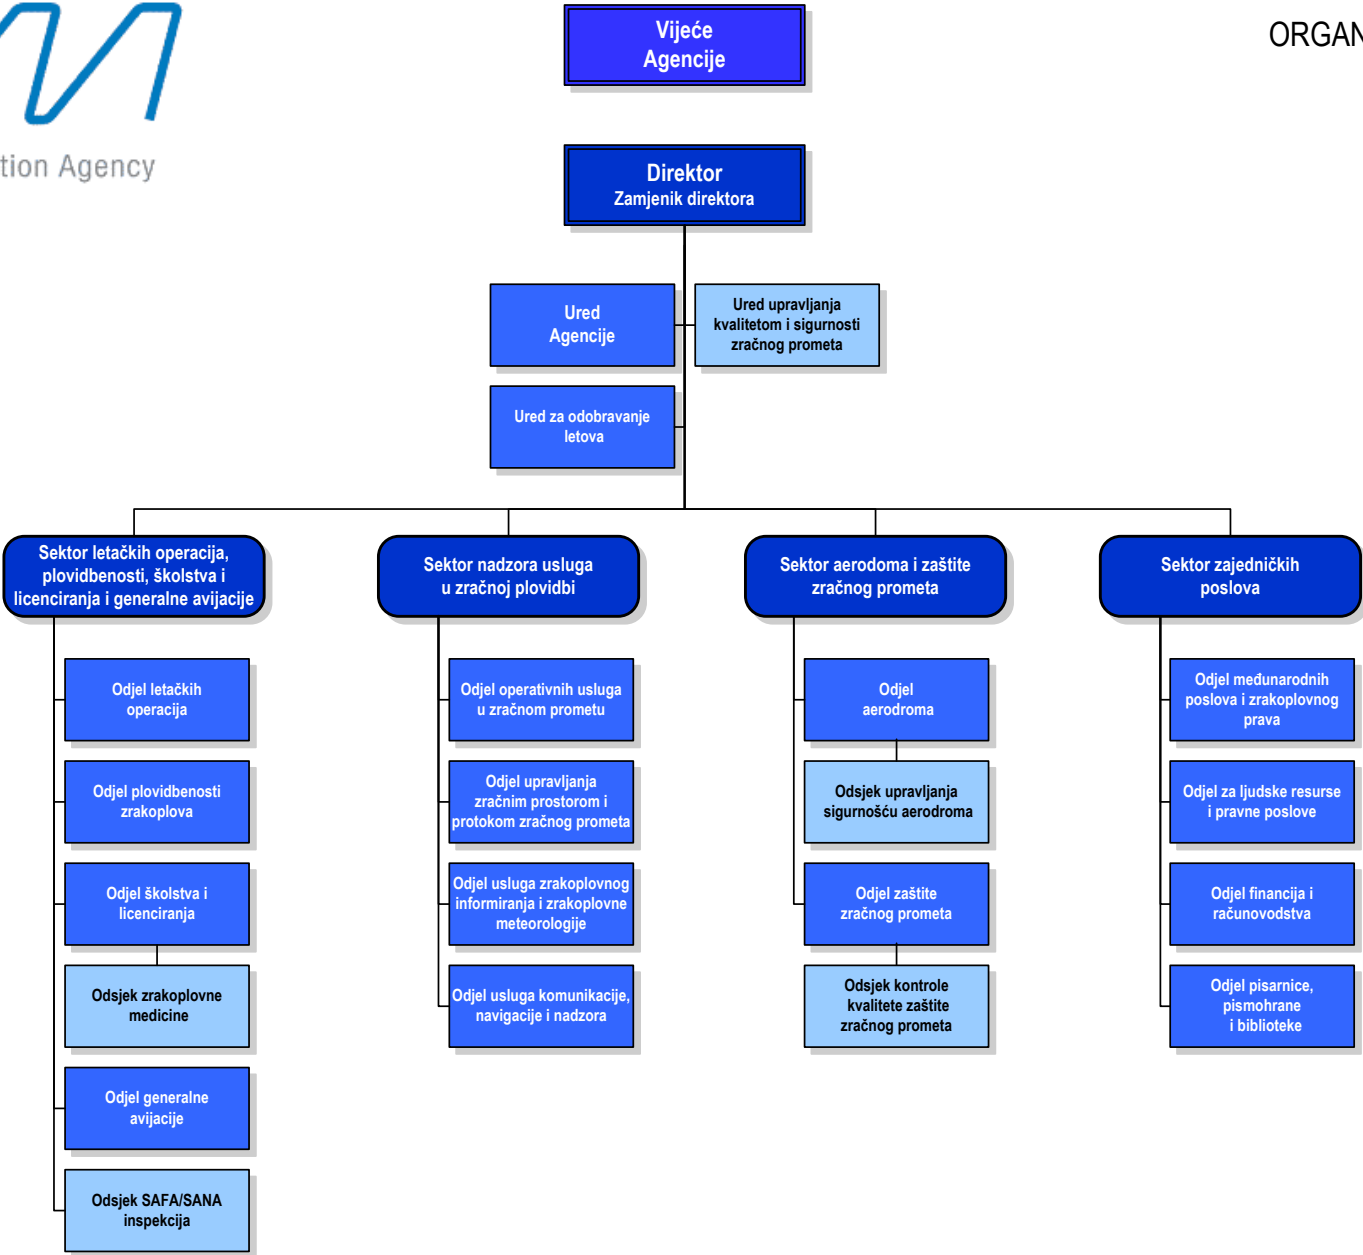 Vijeće
Agencije
ORGAN
tion Agency
Direktor
Zamjenik direktora
Ured
Agencije
Ured upravljanja
kvalitetom i sigurnosti
zračnog prometa
Ured za odobravanje
letova
Sektor letačkih operacija,
plovidbenosti, školstva i
licenciranja i generalne avijacije
Sektor nadzora usluga
u zračnoj plovidbi
Sektor aerodoma i zaštite
zračnog prometa
Sektor zajedničkih
poslova
Odjel letačkih
operacija
Odjel plovidbenosti
zrakoplova
Odjel školstva i
licenciranja
Odsjek zrakoplovne
medicine
Odjel generalne
avijacije
Odsjek SAFA/SANA
inspekcija
Odjel operativnih usluga
u zračnom prometu
Odjel upravljanja
zračnim prostorom i
protokom zračnog prometa
Odjel usluga zrakoplovnog
informiranja i zrakoplovne
meteorologije
Odjel usluga komunikacije,
navigacije i nadzora
Odjel
aerodroma
Odsjek upravljanja
sigurnošću aerodroma
Odjel zaštite
zračnog prometa
Odsjek kontrole
kvalitete zaštite
zračnog prometa
Odjel međunarodnih
poslova i zrakoplovnog
prava
Odjel za ljudske resurse
i pravne poslove
Odjel financija i
računovodstva
Odjel pisarnice,
pismohrane
i biblioteke